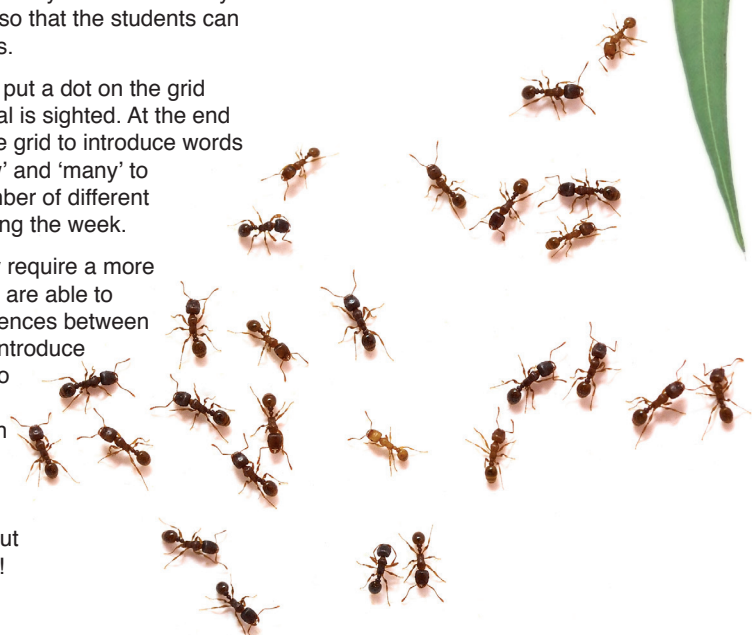 so that the students can
s.
put a dot on the grid
al is sighted. At the end
e grid to introduce words
’ and ‘many’ to
ber of different
ng the week.
require a more
are able to
ences between
ntroduce
o
n
ut
!